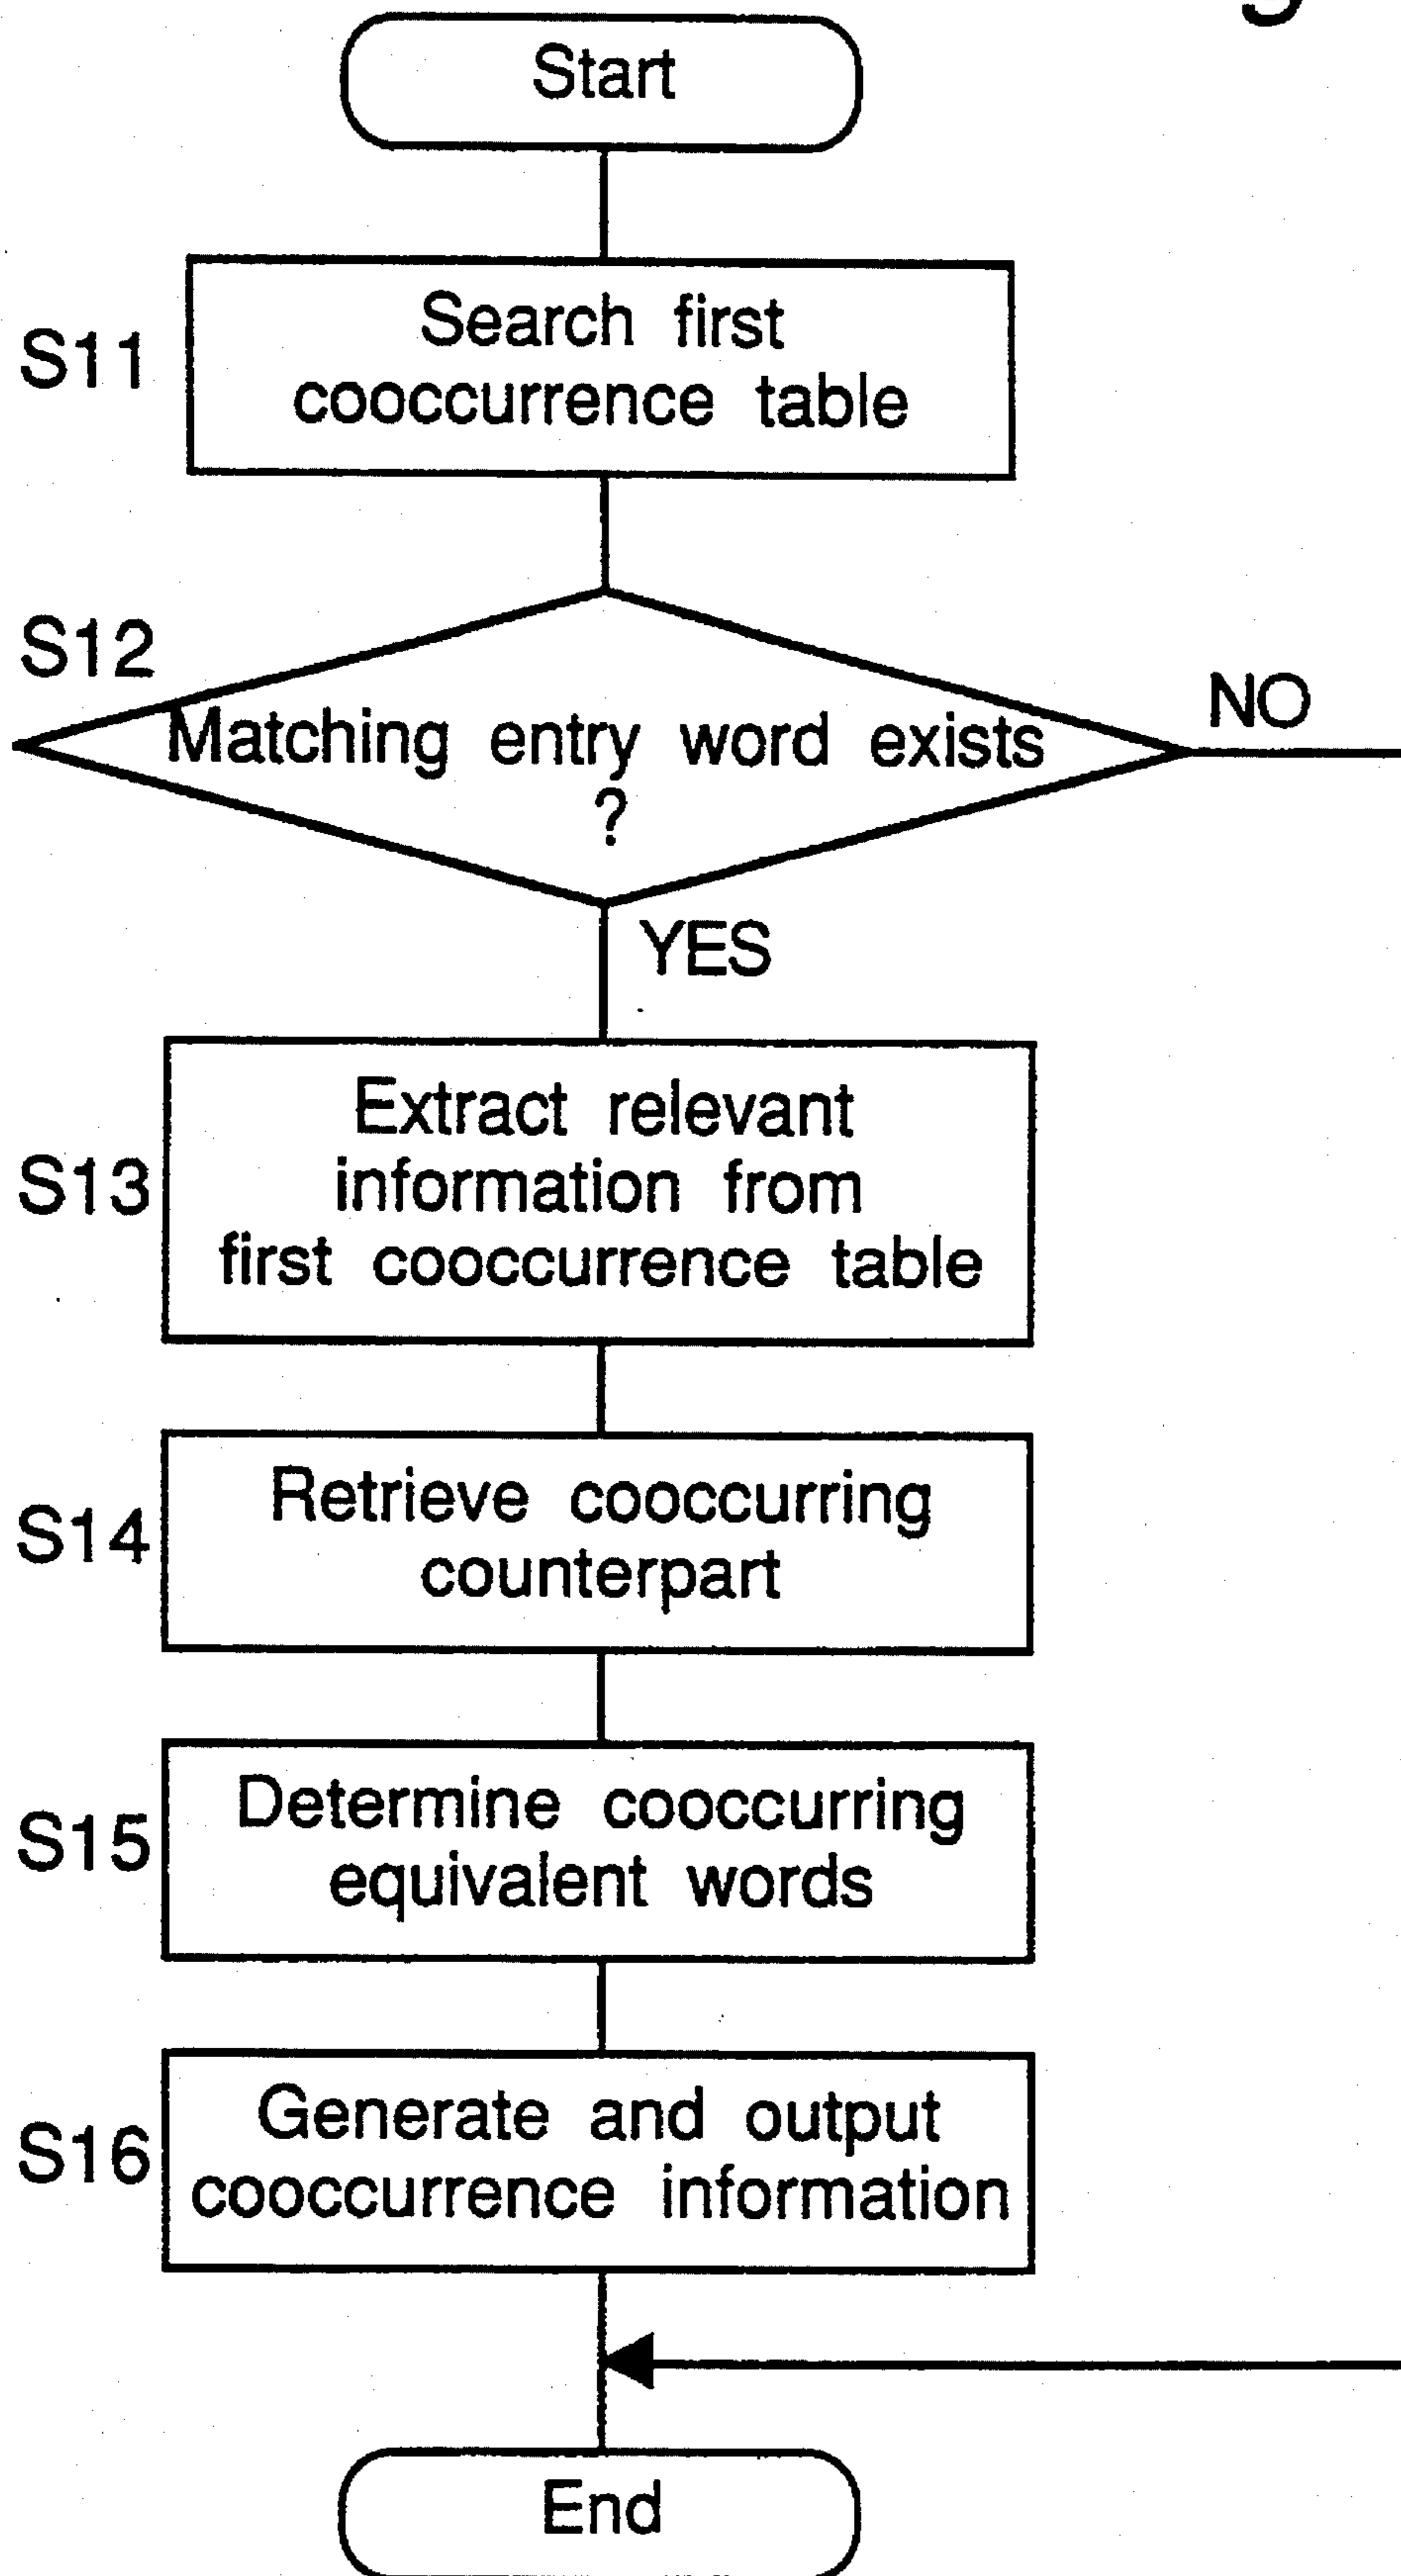 Start
S11
Search first
cooccurrence table
S12
Matching entry word exists
?
NO
YES
S13
Extract relevant
information from
first cooccurrence table
S14
Retrieve cooccurring
counterpart
S15
Determine cooccurring
equivalent words
S16
Generate and output
cooccurrence information
End